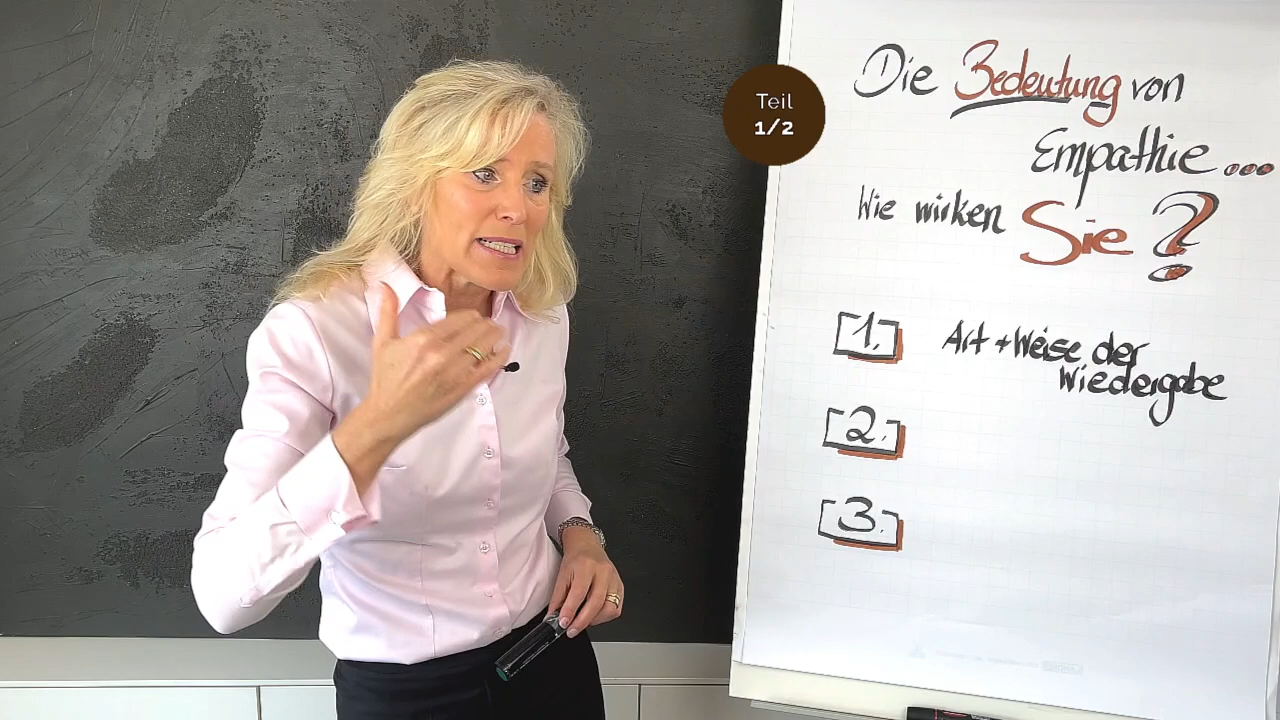 Teil
1/2
Die Bedeutung von
Empathie...
Wie wirken Sie?
1. Art + Weise der
Wiedergabe
2.
3.